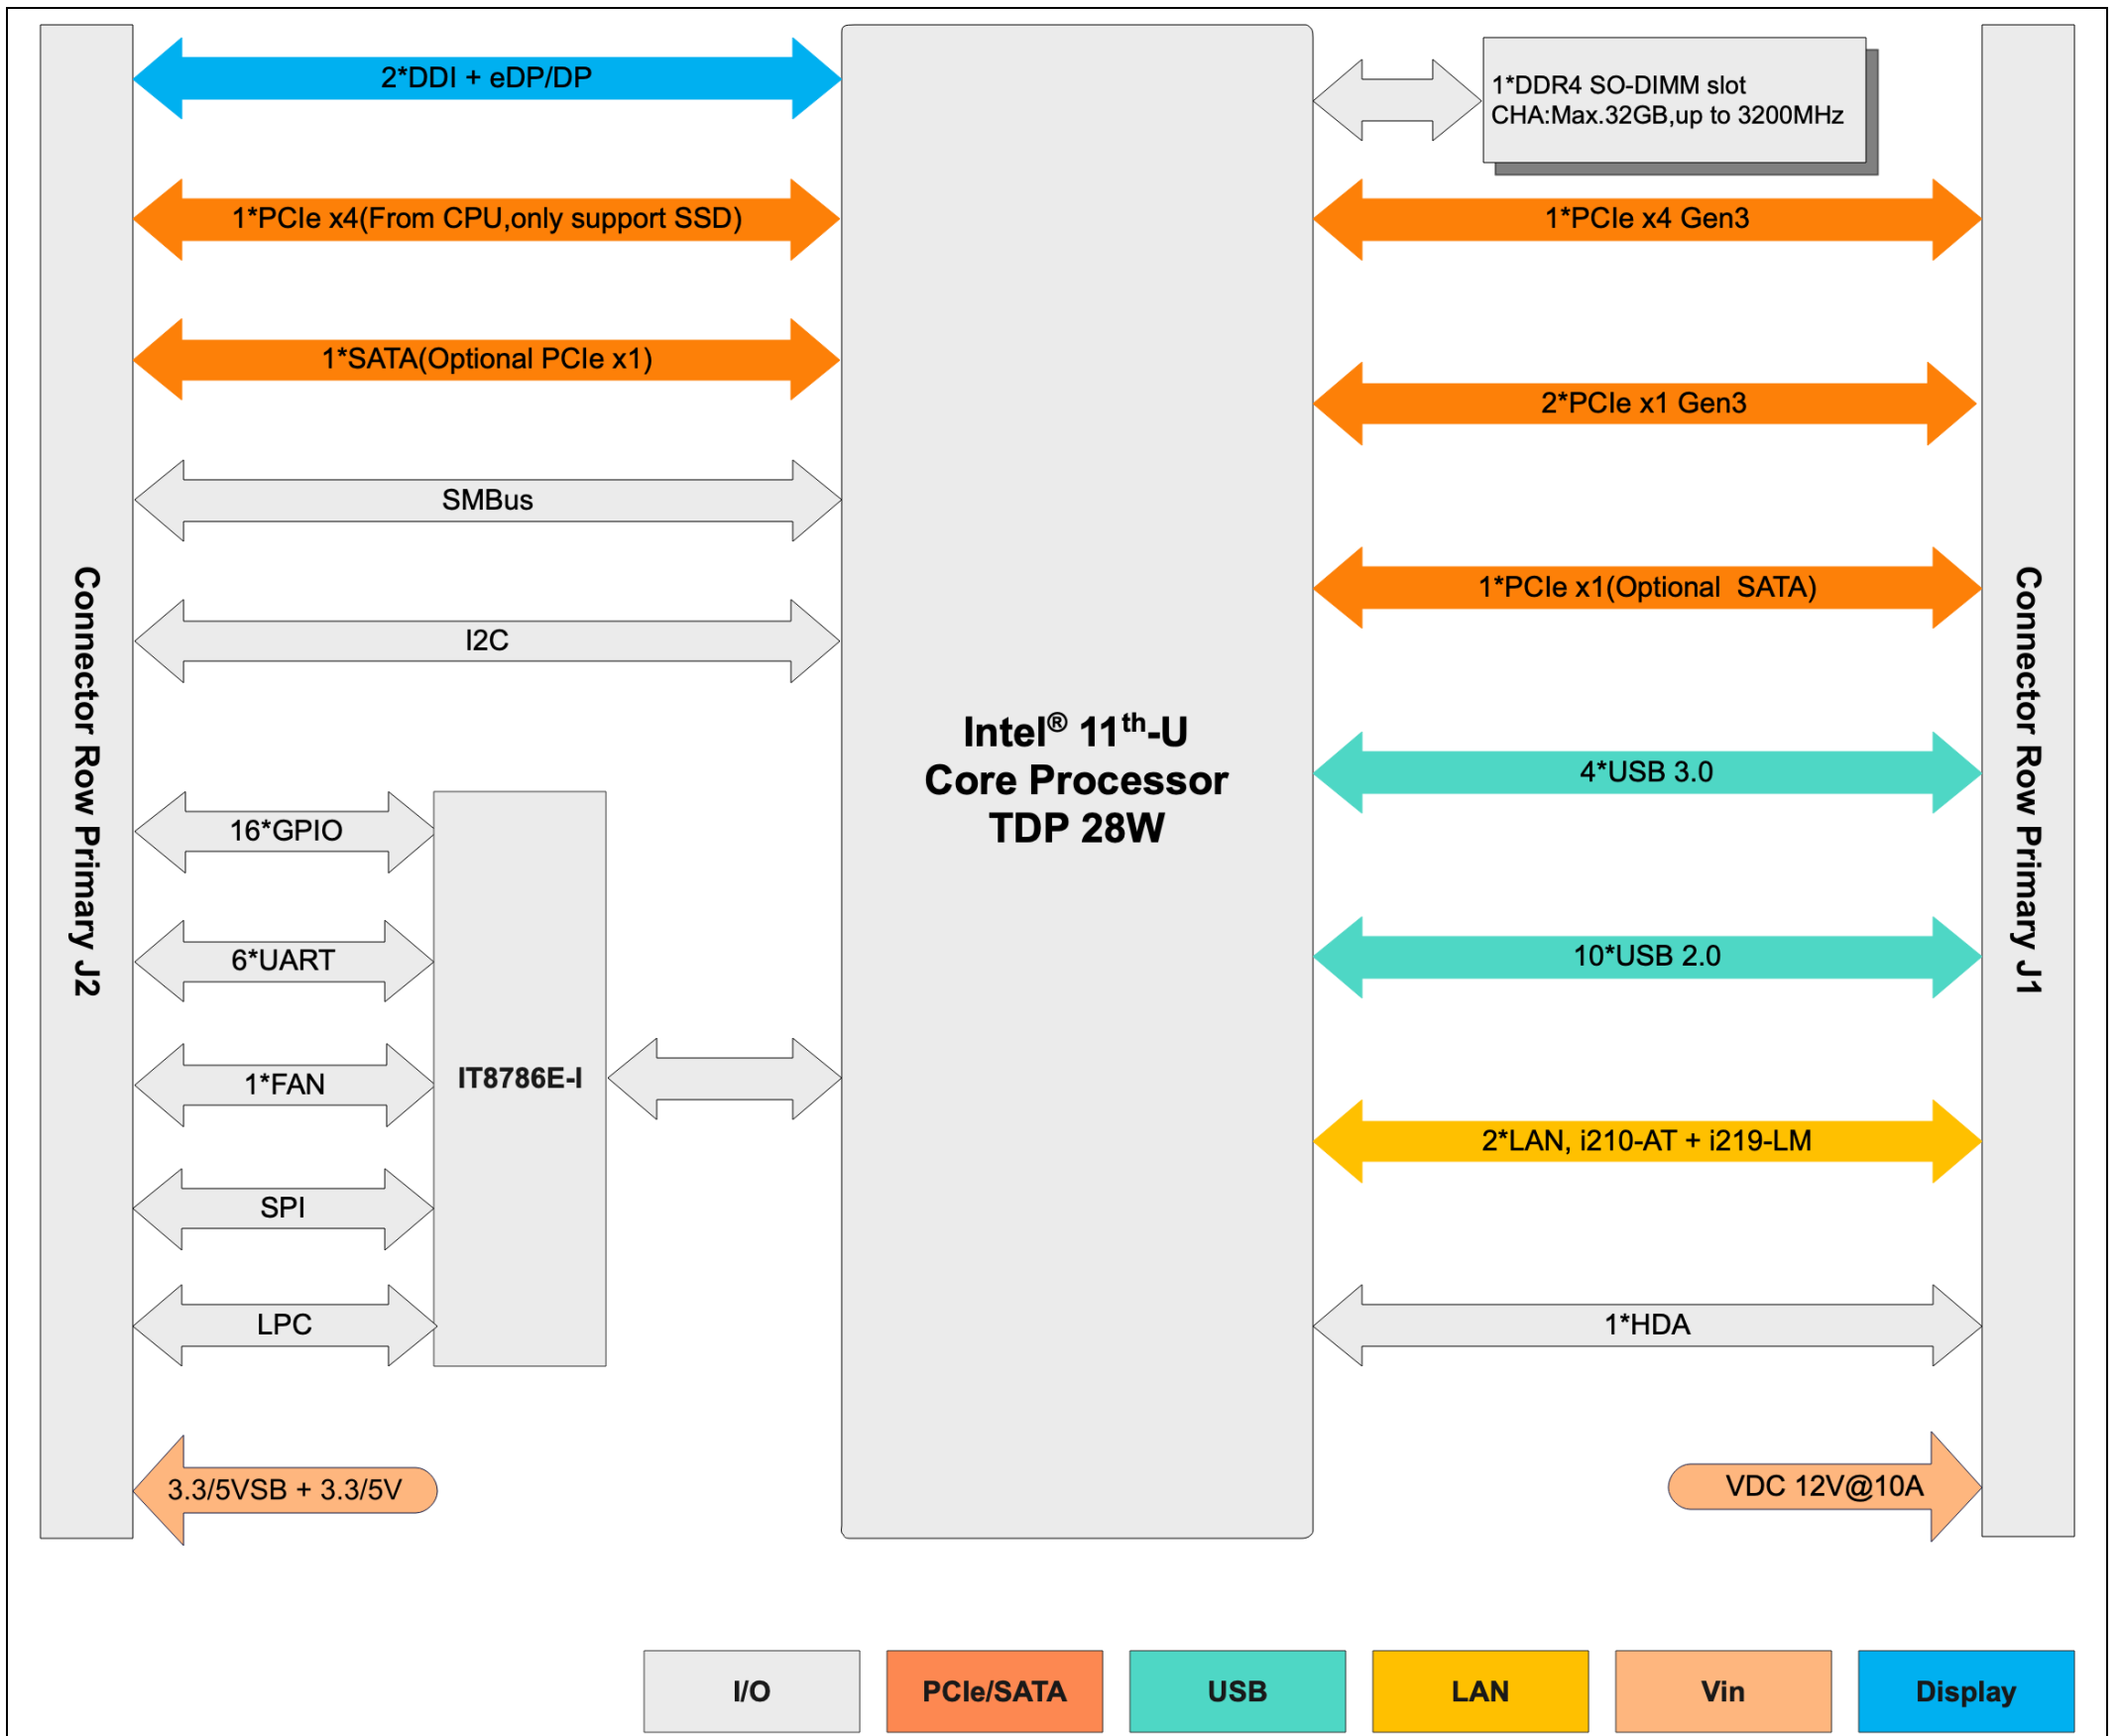 2*DDI + eDP/DP
1*DDR4 SO-DIMM slot
CHA:Max.32GB,up to 3200MHz
1*PCIe x4(From CPU,only support SSD)
1*PCIe x4 Gen3
1*SATA(Optional PCIe x1)
2*PCIe x1 Gen3
SMBus
1*PCIe x1(Optional  SATA)
I2C
Connector Row Primary J2
Intel® 11th-U
Core Processor
TDP 28W
Connector Row Primary J1
4*USB 3.0
16*GPIO
6*UART
10*USB 2.0
1*FAN
IT8786E-I
2*LAN, i210-AT + i219-LM
SPI
LPC
1*HDA
3.3/5VSB + 3.3/5V
VDC 12V@10A
I/O
PCIe/SATA
USB
LAN
Vin
Display